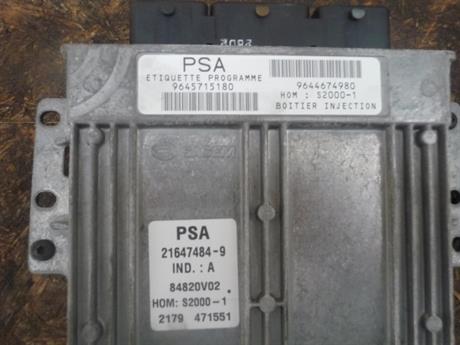 PSA
ETIQUETTE PROGRAMME
9645715180
9644674980
HOM : S2000-1
BOITIER INJECTION
PSA
21647484-9
IND. : A
84820V02 .
HOM: S2000-1
2179 471551